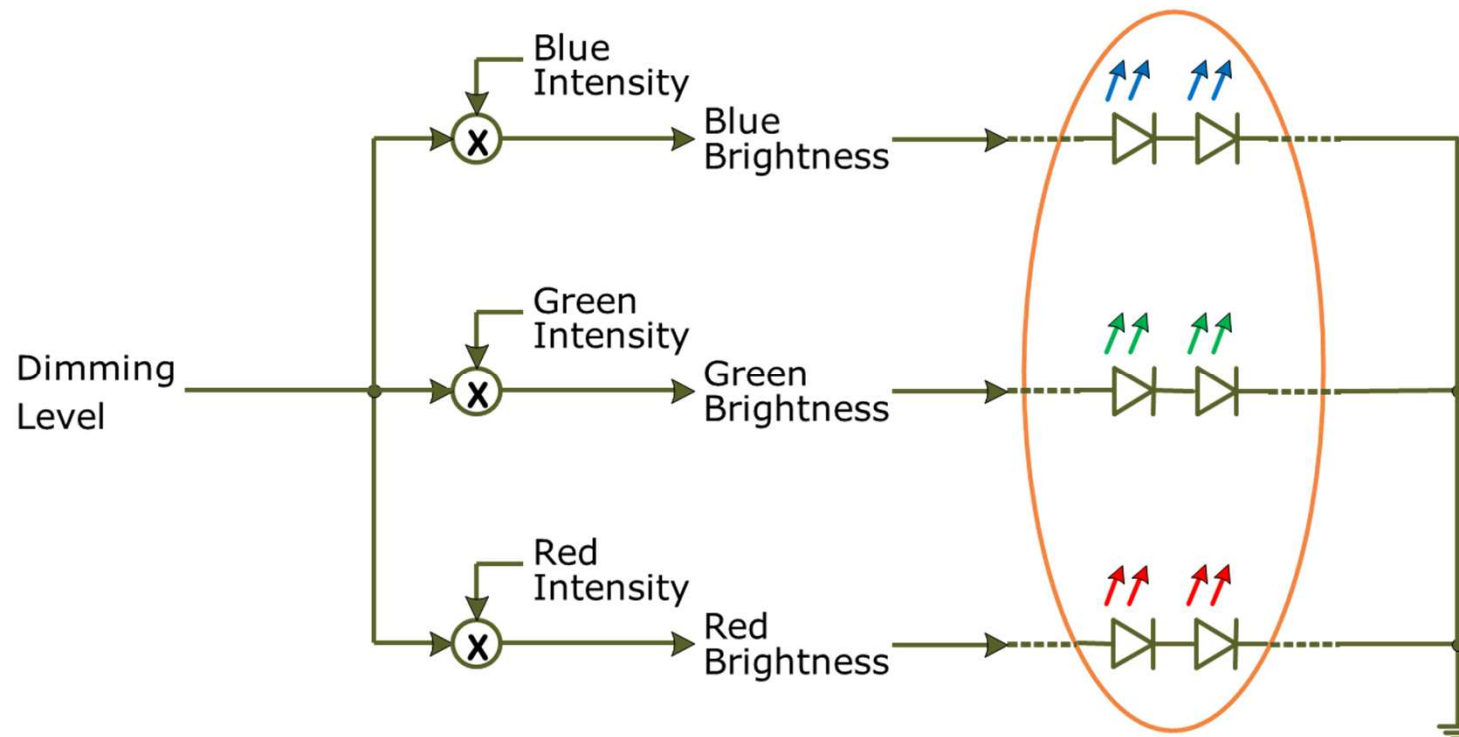 Blue
Intensity
X
Blue
Brightness
Green
Intensity
Dimming
Level
X
Green
Brightness
Red
Intensity
X
Red
Brightness